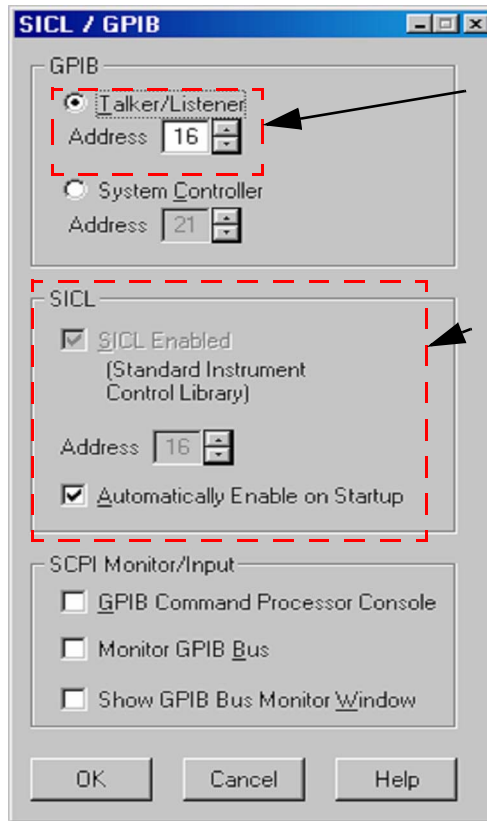 SICL / GPIB
GPIB
Talker/Listener
Address 16
System Controller
Address 21
SICL
SICL Enabled
(Standard Instrument
Control Library)
Address 16
Automatically Enable on Startup
SCPI Monitor/Input
GPIB Command Processor Console
Monitor GPIB Bus
Show GPIB Bus Monitor Window
OK Cancel Help